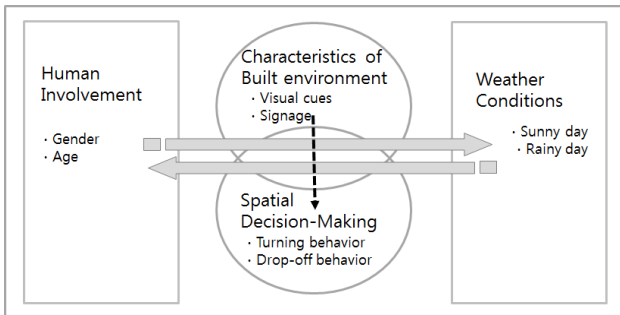 Human
Involvement
· Gender
· Age
Characteristics of
Built environment
· Visual cues
· Signage
Spatial
Decision-Making
· Turning behavior
· Drop-off behavior
Weather
Conditions
· Sunny day
· Rainy day